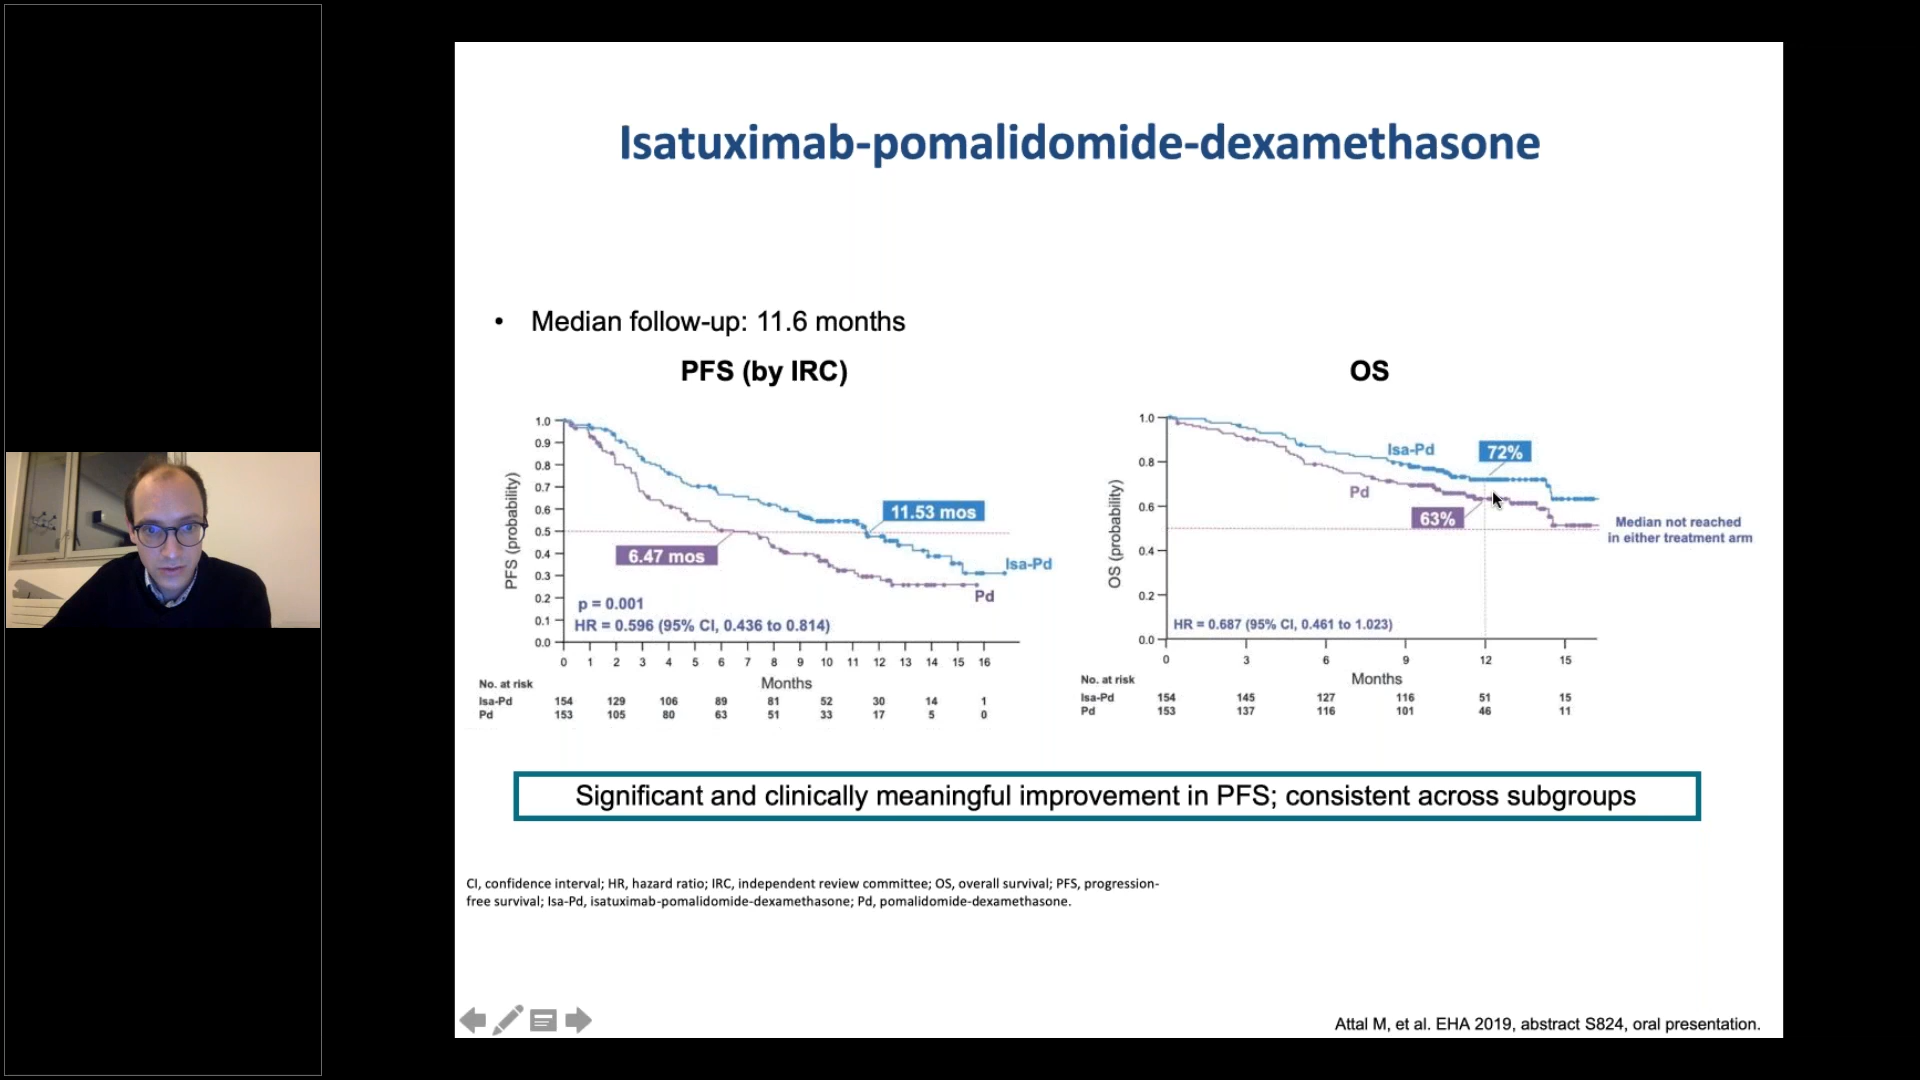 Isatuximab-pomalidomide-dexamethasone
• Median follow-up: 11.6 months
PFS (by IRC)
PFS (probability)
1.0
0.9
0.8
0.7
0.6
0.5
0.4
0.3
0.2
0.1
0.0
11.53 mos
6.47 mos
Isa-Pd
Pd
p = 0.001
HR = 0.596 (95% CI, 0.436 to 0.814)
0 1 2 3 4 5 6 7 8 9 10 11 12 13 14 15 16
Months
No. at risk
Isa-Pd 154 129 106 89 81 52 30 14 1
Pd 153 105 80 63 51 33 17 5 0
OS
OS (probability)
1.0
0.8
0.6
0.4
0.2
0.0
Isa-Pd
72%
Pd
63%
Median not reached
in either treatment arm
HR = 0.687 (95% CI, 0.461 to 1.023)
0 3 6 9 12 15
Months
No. at risk
Isa-Pd 154 145 127 116 51 15
Pd 153 137 116 101 46 11
Significant and clinically meaningful improvement in PFS; consistent across subgroups
CI, confidence interval; HR, hazard ratio; IRC, independent review committee; OS, overall survival; PFS, progression-
free survival; Isa-Pd, isatuximab-pomalidomide-dexamethasone; Pd, pomalidomide-dexamethasone.
Attal M, et al. EHA 2019, abstract S824, oral presentation.